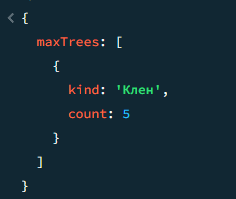 {
maxTrees: [
{
kind: 'Клен',
count: 5
}
]
}